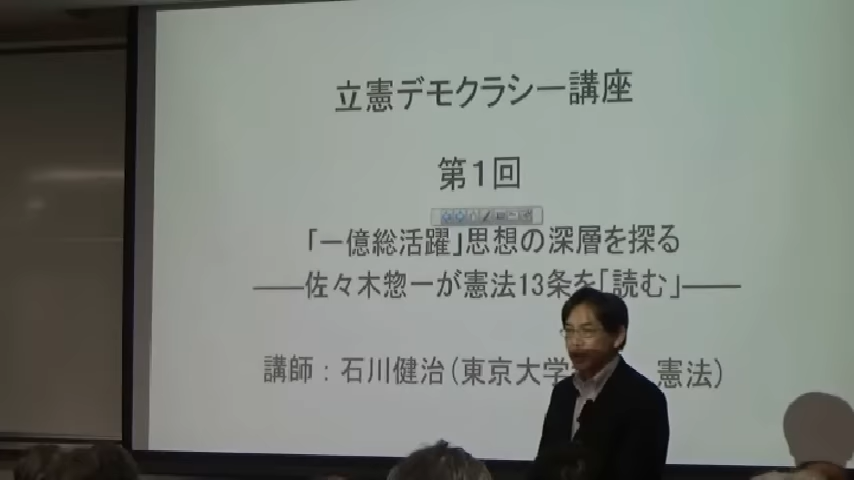 立憲デモクラシー講座
第1回
「一億総活躍」思想の深層を探る
――佐々木惣一が憲法13条を「読む」――
講師：石川健治(東京大学 憲法)